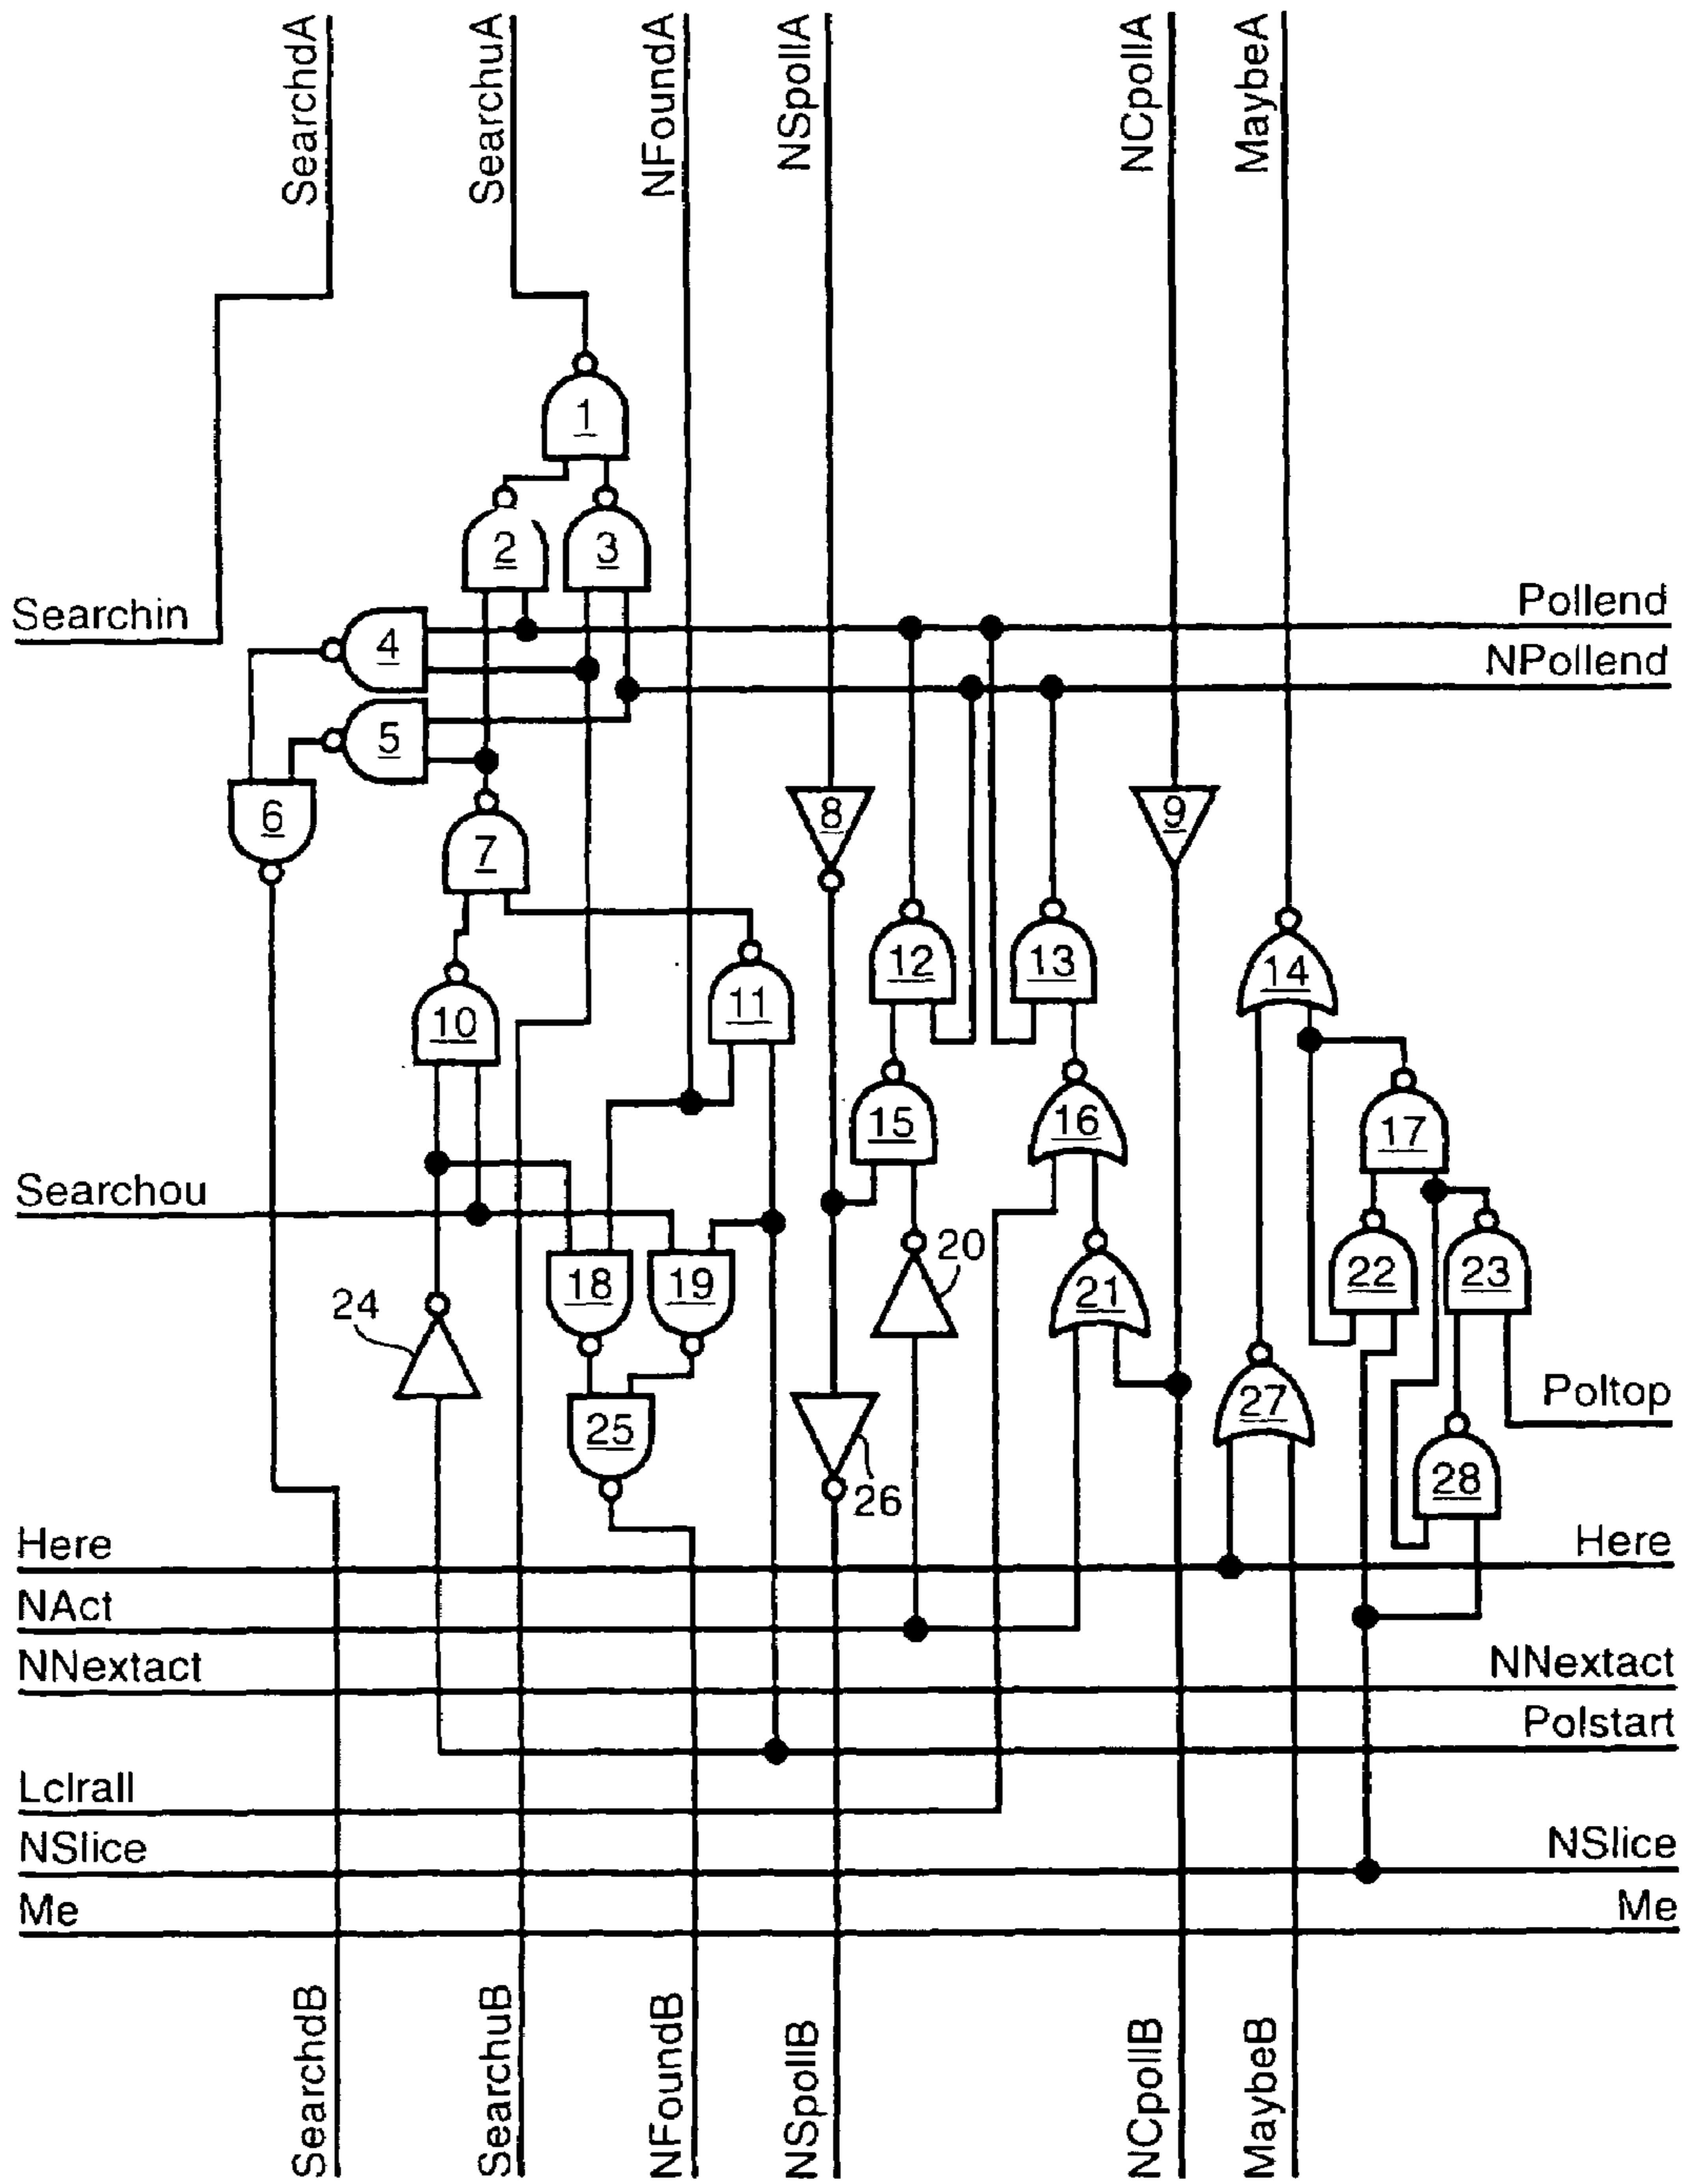 SearchdA
SearchuA
NFoundA
NSpollA
NCpollA
MaybeA
1
2
3
Searchin
Pollend
4
NPollend
5
6
7
8
9
10
11
12
13
14
15
16
17
Searchou
18
19
20
21
22
23
24
25
26
27
Poltop
28
Here
Here
NAct
NNextact
NNextact
Polstart
Lclrall
NSlice
NSlice
Me
Me
SearchdB
SearchuB
NFoundB
NSpollB
NCpollB
MaybeB